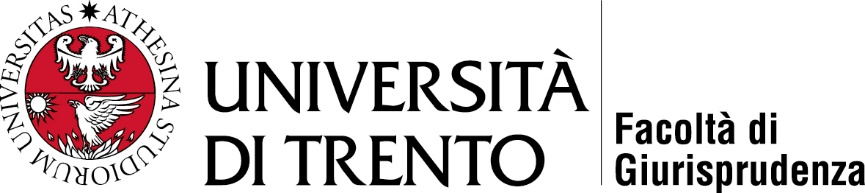 ATHESINA STUDIORUM UNIVERSITAS
UNIVERSITÀ
DI TRENTO
Facoltà di
Giurisprudenza